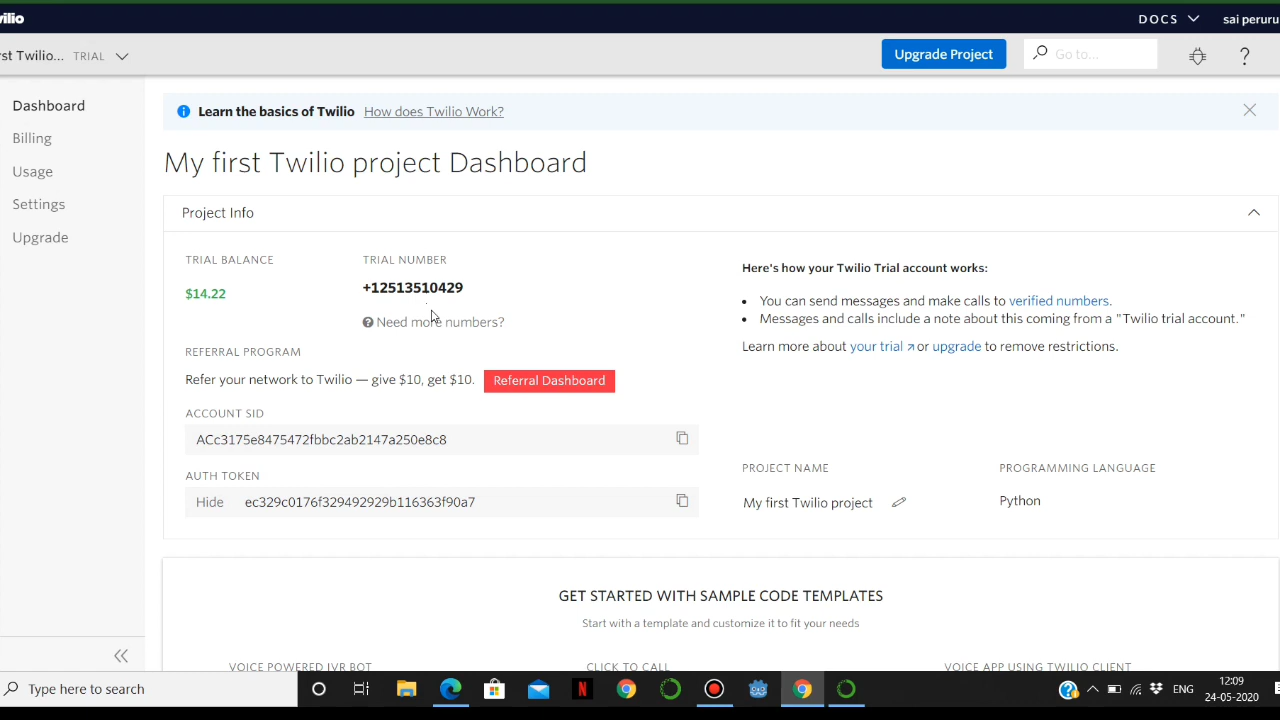 vilio
DOCS
sai peruru
rst Twilio... TRIAL
Upgrade Project
Go to...
?
Dashboard
Billing
Usage
Settings
Upgrade
Learn the basics of Twilio How does Twilio Work?
My first Twilio project Dashboard
Project Info
TRIAL BALANCE
$14.22
TRIAL NUMBER
+12513510429
Need more numbers?
REFERRAL PROGRAM
Refer your network to Twilio — give $10, get $10. Referral Dashboard
ACCOUNT SID
ACc3175e8475472fbbc2ab2147a250e8c8
AUTH TOKEN
Hide ec329c0176f329492929b116363f90a7
Here's how your Twilio Trial account works:
• You can send messages and make calls to verified numbers.
• Messages and calls include a note about this coming from a "Twilio trial account."
Learn more about your trial or upgrade to remove restrictions.
PROJECT NAME
My first Twilio project
PROGRAMMING LANGUAGE
Python
GET STARTED WITH SAMPLE CODE TEMPLATES
Start with a template and customize it to fit your needs
VOICE POWERED IVR BOT
CLICK TO CALL
VOICE APP USING TWILIO CLIENT
Type here to search
ENG
12:09
24-05-2020